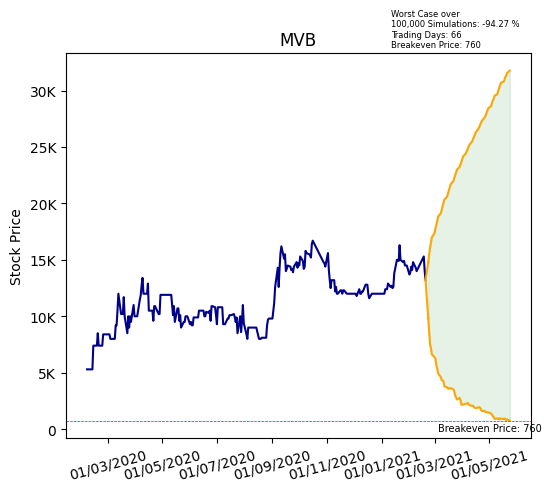 Worst Case over
100,000 Simulations: -94.27 %
Trading Days: 66
Breakeven Price: 760
MVB
Stock Price
30K
25K
20K
15K
10K
5K
0
Breakeven Price: 760
01/03/2020
01/05/2020
01/07/2020
01/09/2020
01/11/2020
01/01/2021
01/03/2021
01/05/2021